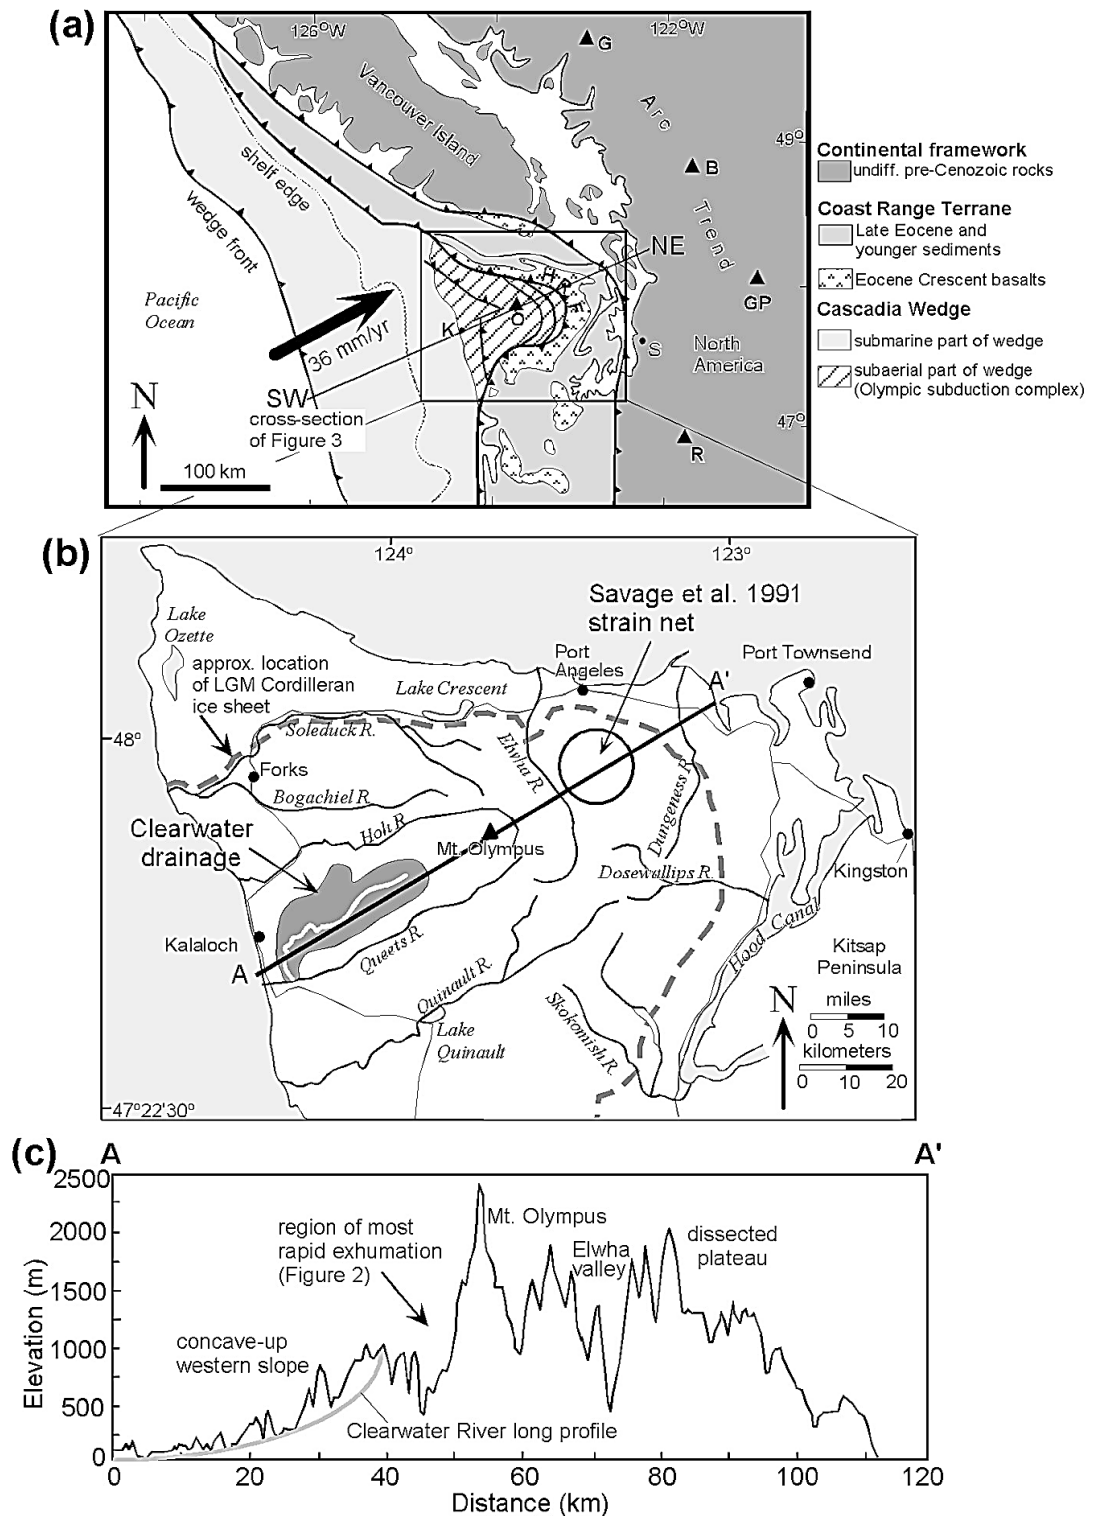 (a)
126°W
122°W
G
Vancouver Island
Arc
49°
B
shelf edge
Trend
wedge front
NE
GP
Pacific
Ocean
K
O
36 mm/yr
S
North
America
SW
N
cross-section
of Figure 3
47°
R
100 km
Continental framework
undiff. pre-Cenozoic rocks
Coast Range Terrane
Late Eocene and
younger sediments
Eocene Crescent basalts
Cascadia Wedge
submarine part of wedge
subaerial part of wedge
(Olympic subduction complex)
(b)
124°
123°
Savage et al. 1991
strain net
Lake
Ozette
Port
Angeles
Port Townsend
approx. location
of LGM Cordilleran
ice sheet
Lake Crescent
A'
Soleduck R.
48°
Forks
Elwha R.
Bogachiel R.
Dungeness R.
Clearwater
drainage
Hoh R.
Mt. Olympus
Dosewallips R.
Kingston
Kalaloch
Queets R.
Hood Canal
A
Kitsap
Peninsula
Quinault R.
Skokomish R.
N
miles
0 5 10
Lake
Quinault
kilometers
0 10 20
47°22'30"
(c)
A
A'
2500
2000
1500
1000
500
0
Elevation (m)
region of most
rapid exhumation
(Figure 2)
Mt. Olympus
Elwha
valley
dissected
plateau
concave-up
western slope
Clearwater River long profile
0 20 40 60 80 100 120
Distance (km)